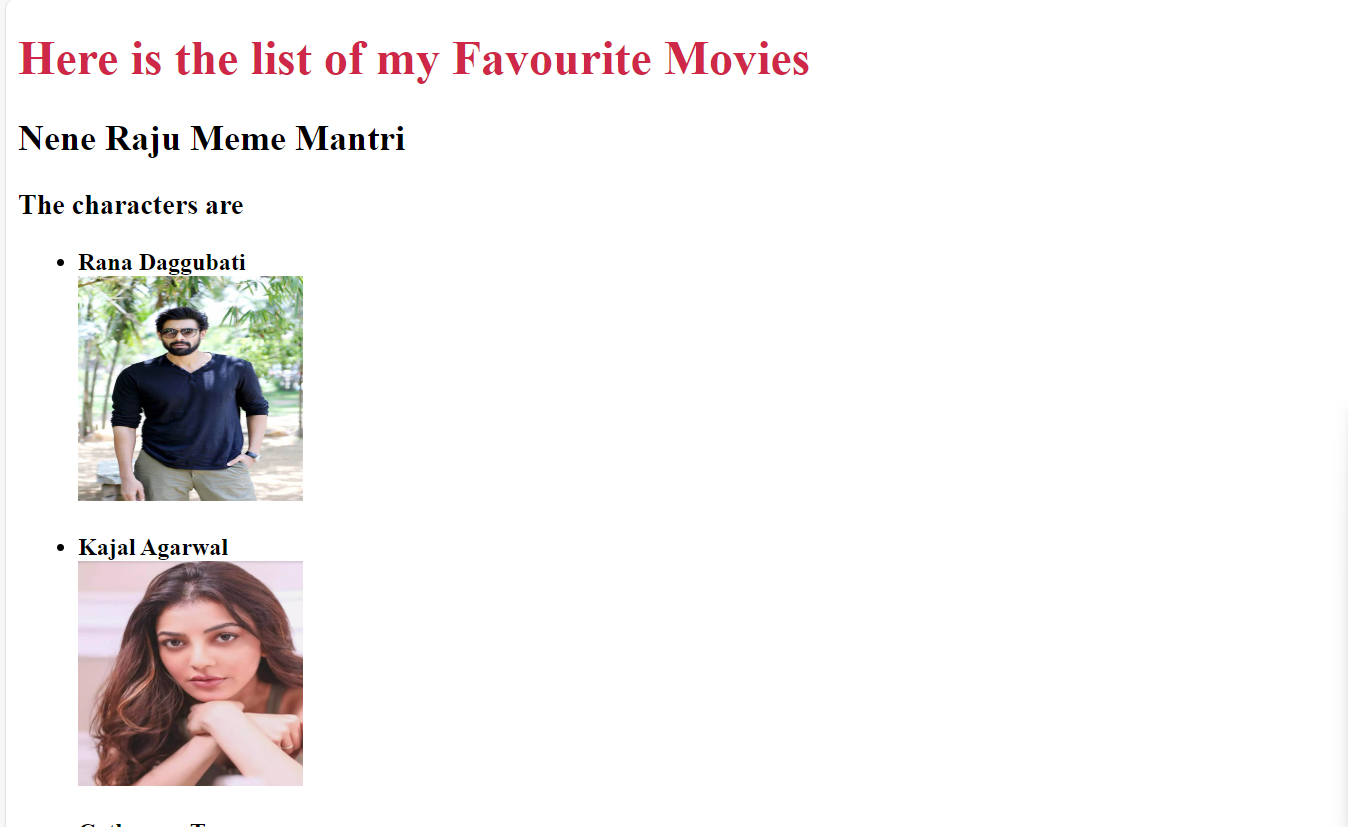 Here is the list of my Favourite Movies
Nene Raju Meme Mantri
The characters are
Rana Daggubati
Kajal Agarwal